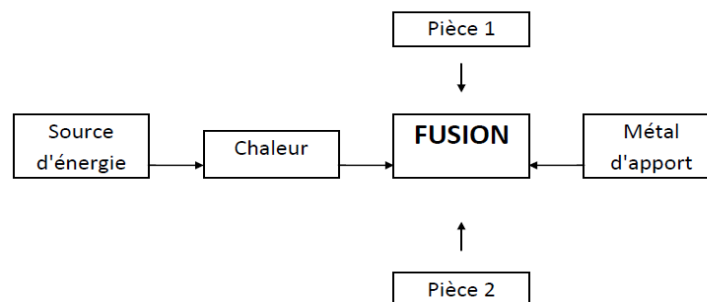 Pièce 1
Source
d'énergie
Chaleur
FUSION
Métal
d'apport
Pièce 2